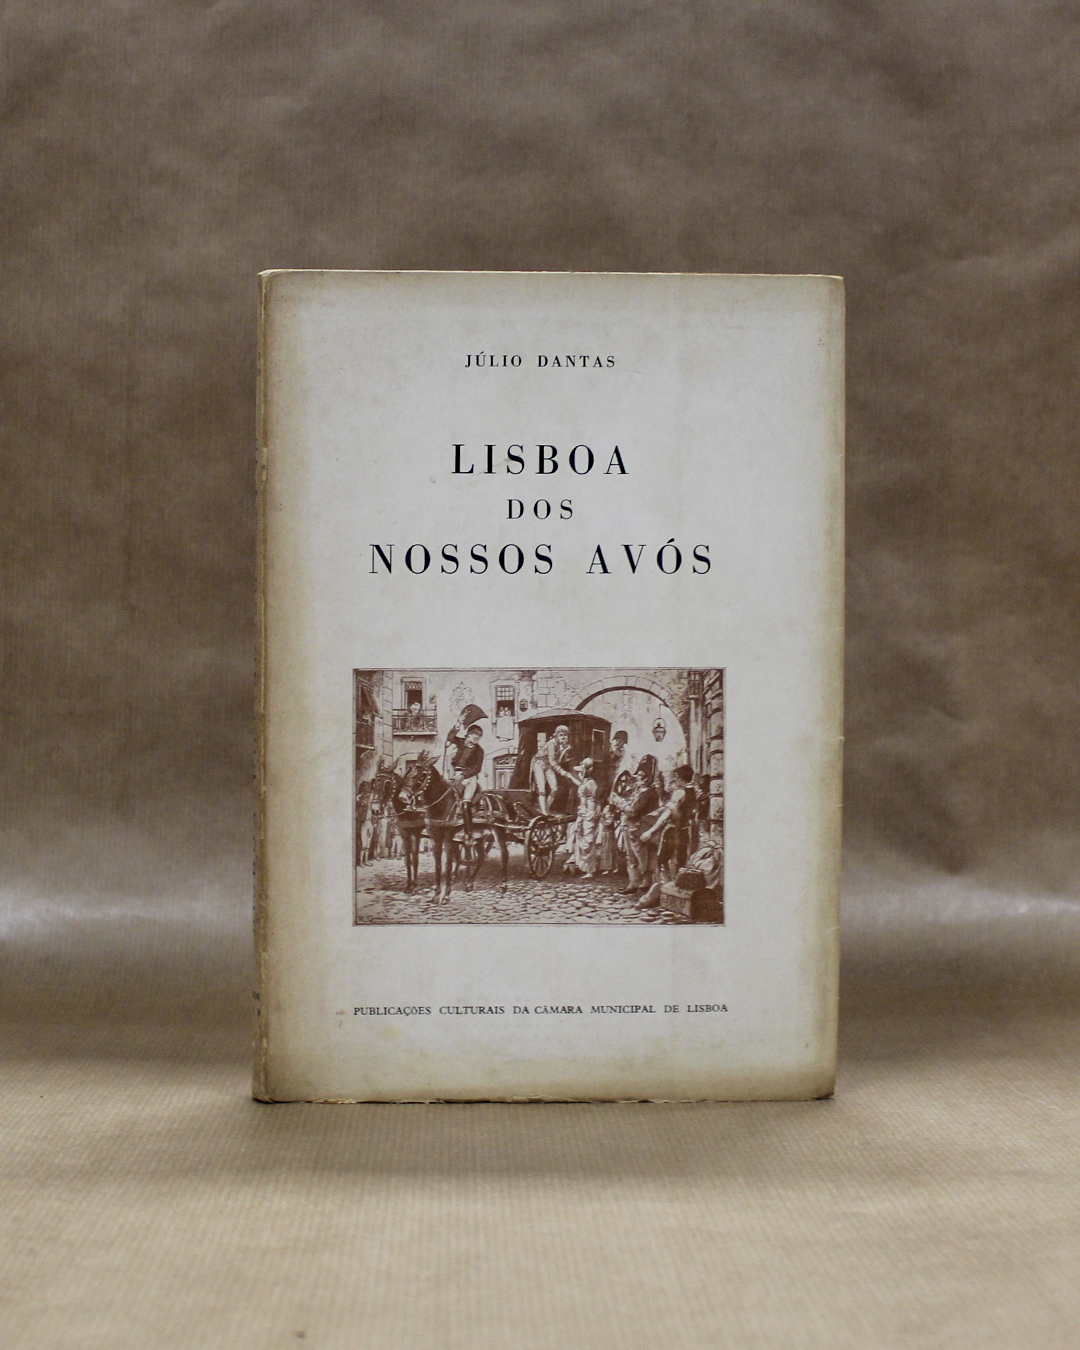 JÚLIO DANTAS
LISBOA
DOS
NOSSOS AVÓS
PUBLICAÇÕES CULTURAIS DA CÂMARA MUNICIPAL DE LISBOA